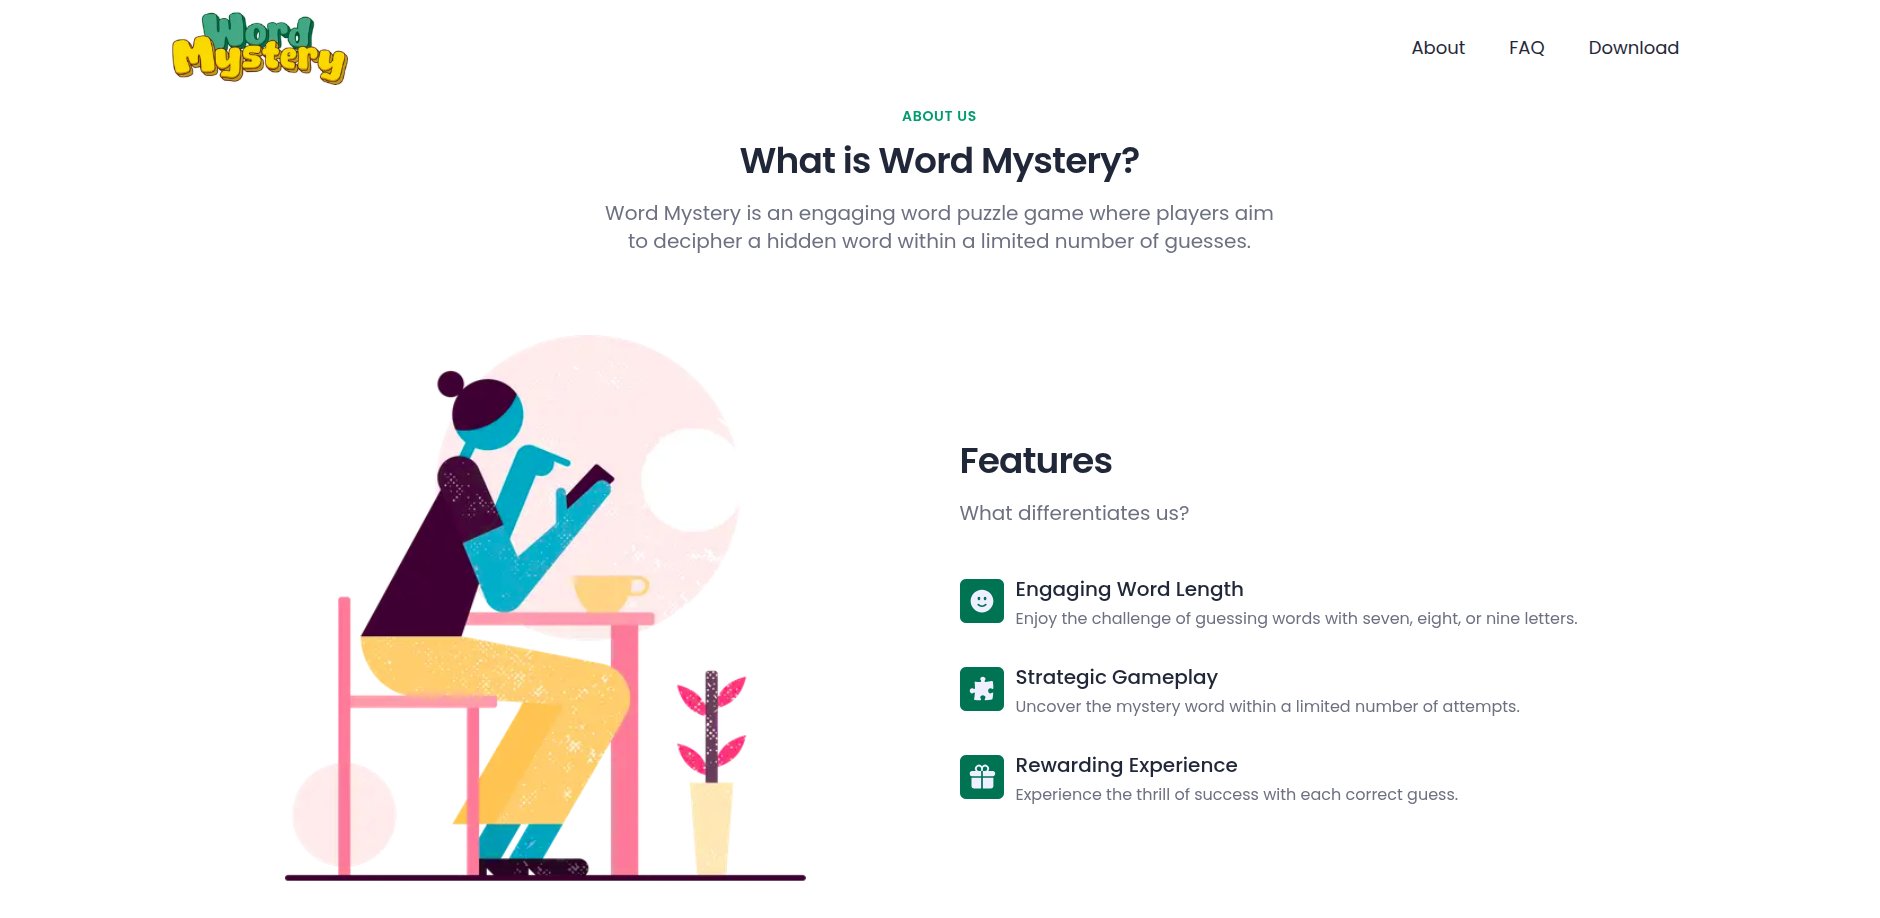 Word
Mystery
About
FAQ
Download
ABOUT US
What is Word Mystery?
Word Mystery is an engaging word puzzle game where players aim
to decipher a hidden word within a limited number of guesses.
Features
What differentiates us?
Engaging Word Length
Enjoy the challenge of guessing words with seven, eight, or nine letters.
Strategic Gameplay
Uncover the mystery word within a limited number of attempts.
Rewarding Experience
Experience the thrill of success with each correct guess.